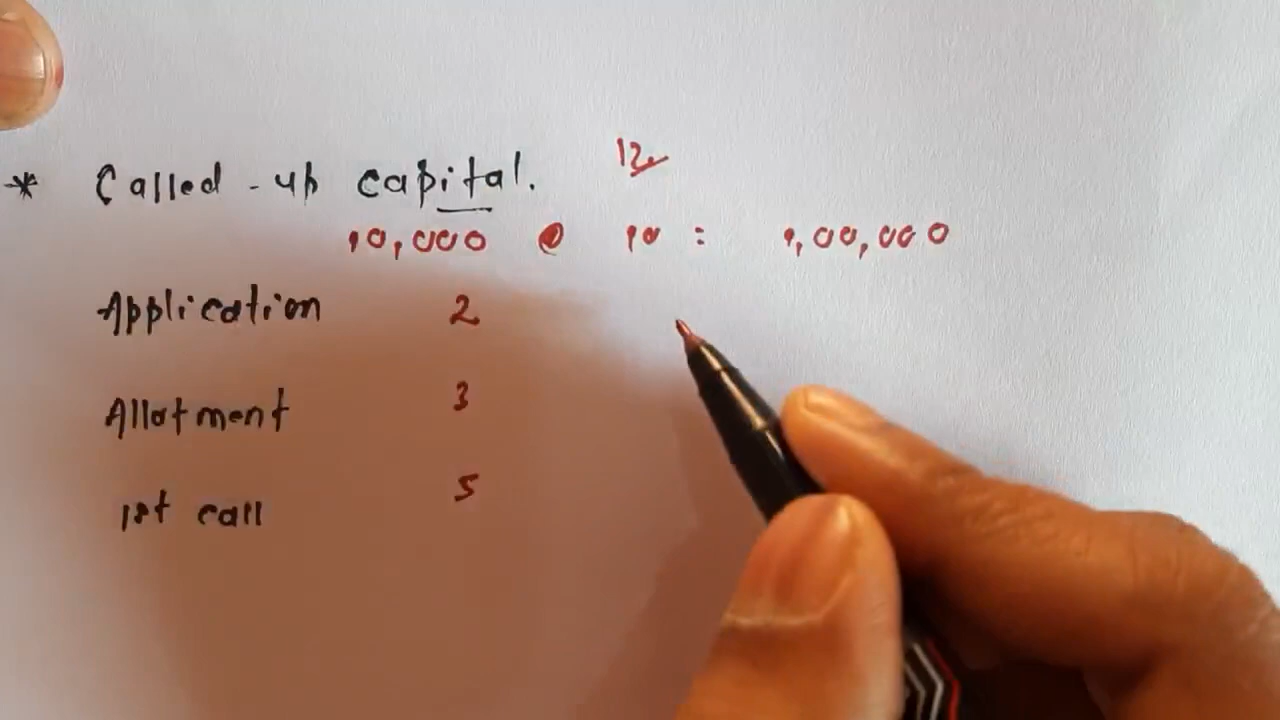 12
* Called-up capital.
10,000 @ 10 : 1,00,000
Application 2
Allotment 3
1st call 5